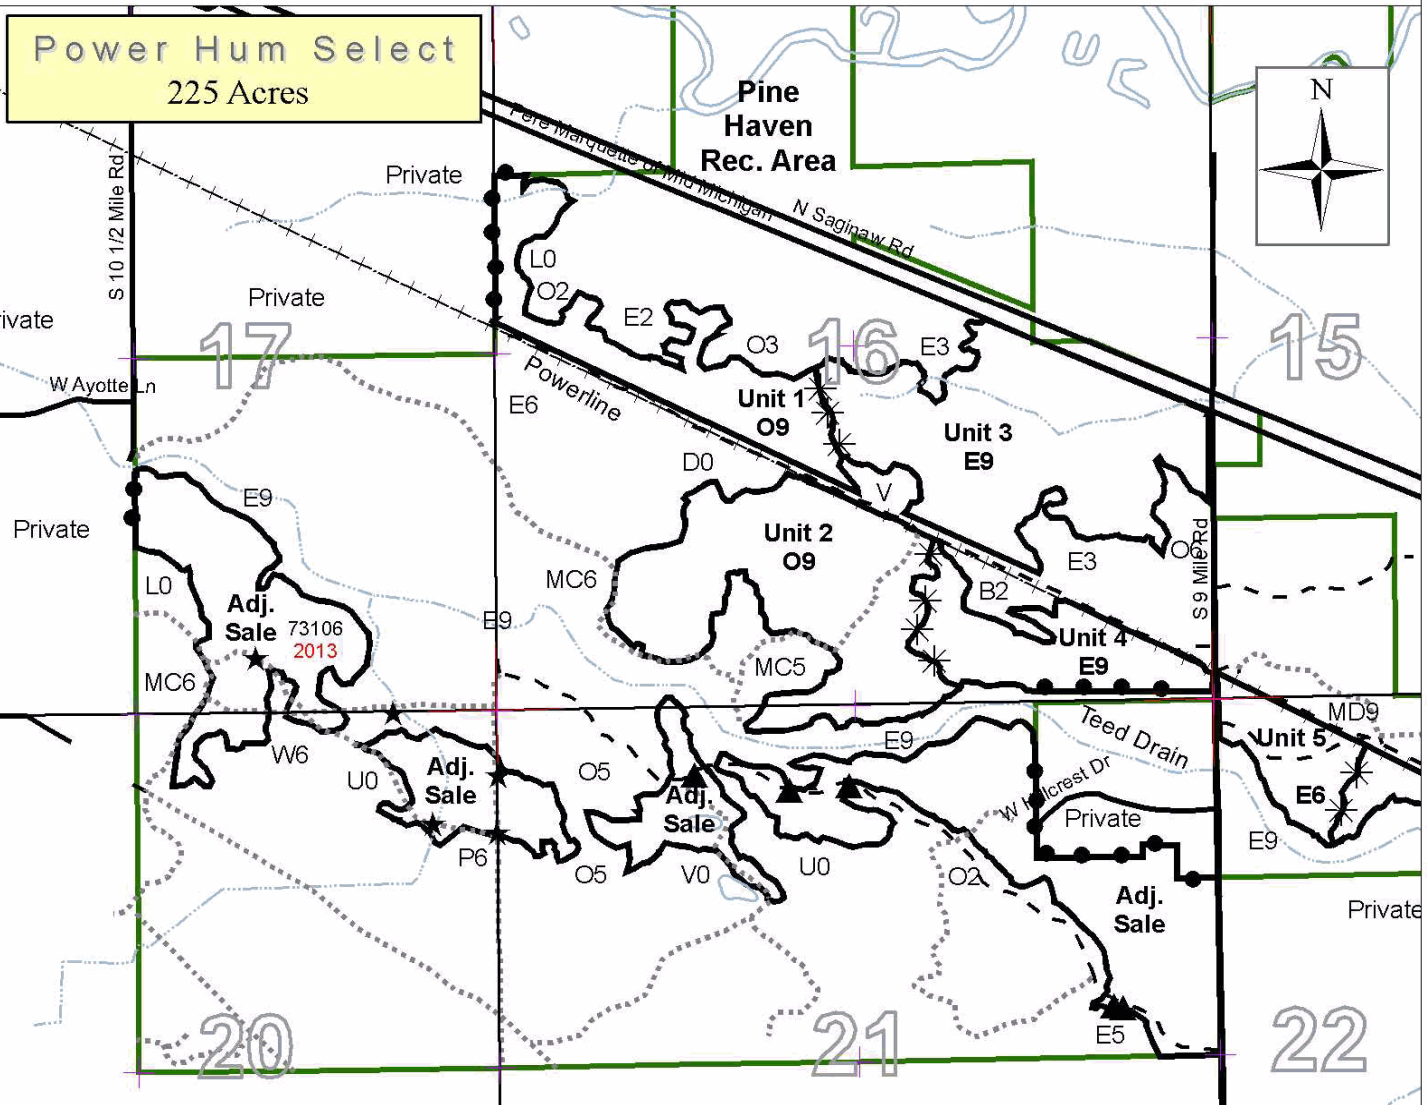 Power Hum Select
225 Acres
N
Pine
Haven
Rec. Area
Pere Marquette of Mid Michigan
N Saginaw Rd
S 10 1/2 Mile Rd
Private
Private
ivate
L0
O2
E2
O3
E3
17
16
15
W Ayotte Ln
Powerline
E6
Unit 1
O9
Unit 3
E9
D0
V
E9
Private
Unit 2
O9
E3
O6
S 9 Mile Rd
L0
MC6
B2
Adj.
Sale
73106
2013
E9
Unit 4
E9
MC6
MC5
W6
Teed Drain
MD9
Unit 5
E9
U0
Adj.
Sale
O5
Adj.
Sale
W Hillcrest Dr
Private
E6
E9
P6
O5
V0
U0
O2
Adj.
Sale
Private
20
21
22
E5